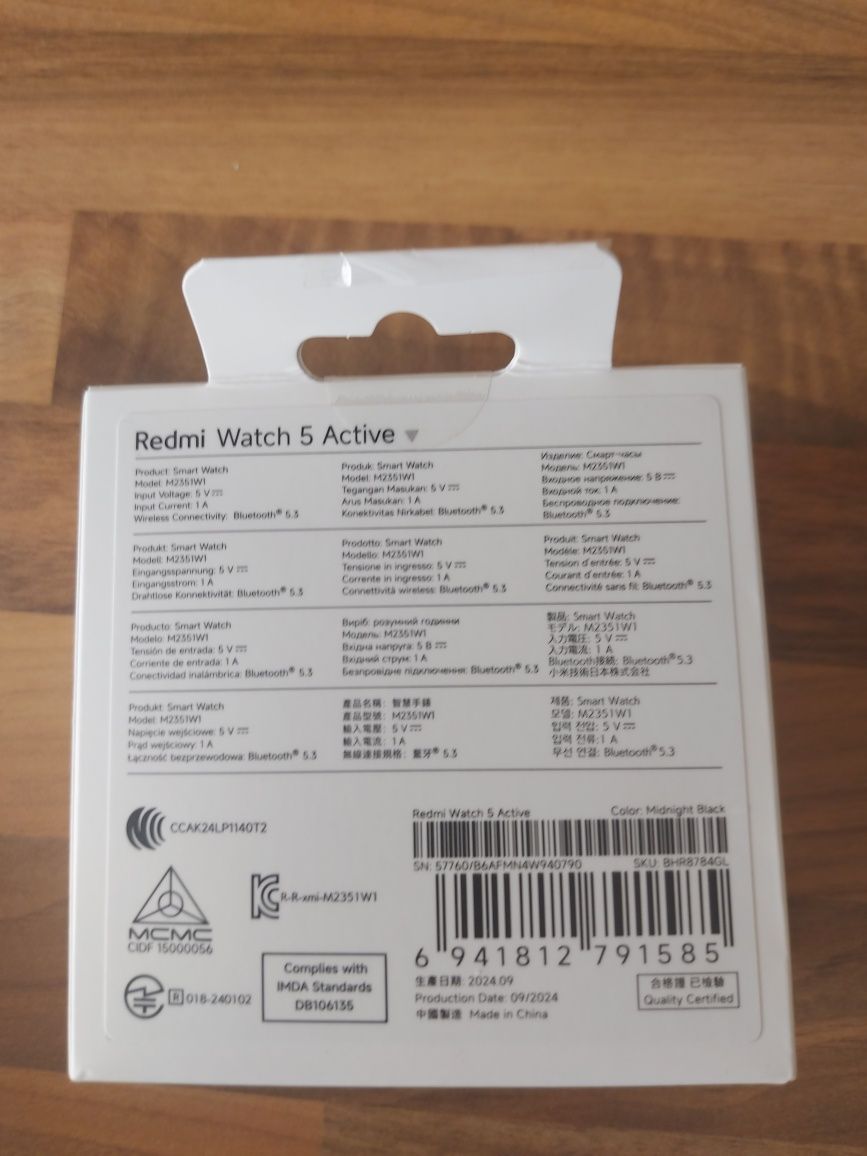 Redmi Watch 5 Active
Product: Smart Watch
Model: M2351W1
Input Voltage: 5 V⎓
Input Current: 1 A
Wireless Connectivity: Bluetooth® 5.3
Produk: Smart Watch
Model: M2351W1
Tegangan Masukan: 5 V⎓
Arus Masukan: 1 A
Konektivitas Nirkabel: Bluetooth® 5.3
Изделие: Смарт-часы
Модель: M2351W1
Входное напряжение: 5 В⎓
Входной ток: 1 А
Беспроводное подключение:
Bluetooth® 5.3
Produkt: Smart Watch
Modell: M2351W1
Eingangsspannung: 5 V⎓
Eingangsstrom: 1 A
Drahtlose Konnektivität: Bluetooth® 5.3
Prodotto: Smart Watch
Modello: M2351W1
Tensione in ingresso: 5 V⎓
Corrente in ingresso: 1 A
Connettività wireless: Bluetooth® 5.3
Produit: Smart Watch
Modèle: M2351W1
Tension d'entrée: 5 V⎓
Courant d'entrée: 1 A
Connectivité sans fil: Bluetooth® 5.3
Producto: Smart Watch
Modelo: M2351W1
Tensión de entrada: 5 V⎓
Corriente de entrada: 1 A
Conectividad inalámbrica: Bluetooth® 5.3
Виріб: розумний годинник
Модель: M2351W1
Вхідна напруга: 5 В⎓
Вхідний струм: 1 А
Безпровідне підключення: Bluetooth® 5.3
製品: Smart Watch
モデル: M2351W1
入力電圧: 5 V⎓
入力電流: 1 A
Bluetooth接続: Bluetooth® 5.3
小米技術日本株式会社
Produkt: Smart Watch
Model: M2351W1
Napięcie wejściowe: 5 V⎓
Prąd wejściowy: 1 A
Łączność bezprzewodowa: Bluetooth® 5.3
產品名稱: 智慧手錶
產品型號: M2351W1
輸入電壓: 5 V⎓
輸入電流: 1 A
無線連接規格: 藍牙® 5.3
제품: Smart Watch
모델: M2351W1
입력 전압: 5 V⎓
입력 전류: 1 A
무선 연결: Bluetooth® 5.3
CCAK24LP1140T2
MCMC
CIDF 15000056
R-R-xmi-M2351W1
R 018-240102
Complies with
IMDA Standards
DB106135
Redmi Watch 5 Active Color: Midnight Black
SN: 57760/B6AFMN4W940790 SKU: BHR8784GL
6 941812 791585
生產日期: 2024.09
Production Date: 09/2024
中國製造 Made in China
合格證 已檢驗
Quality Certified